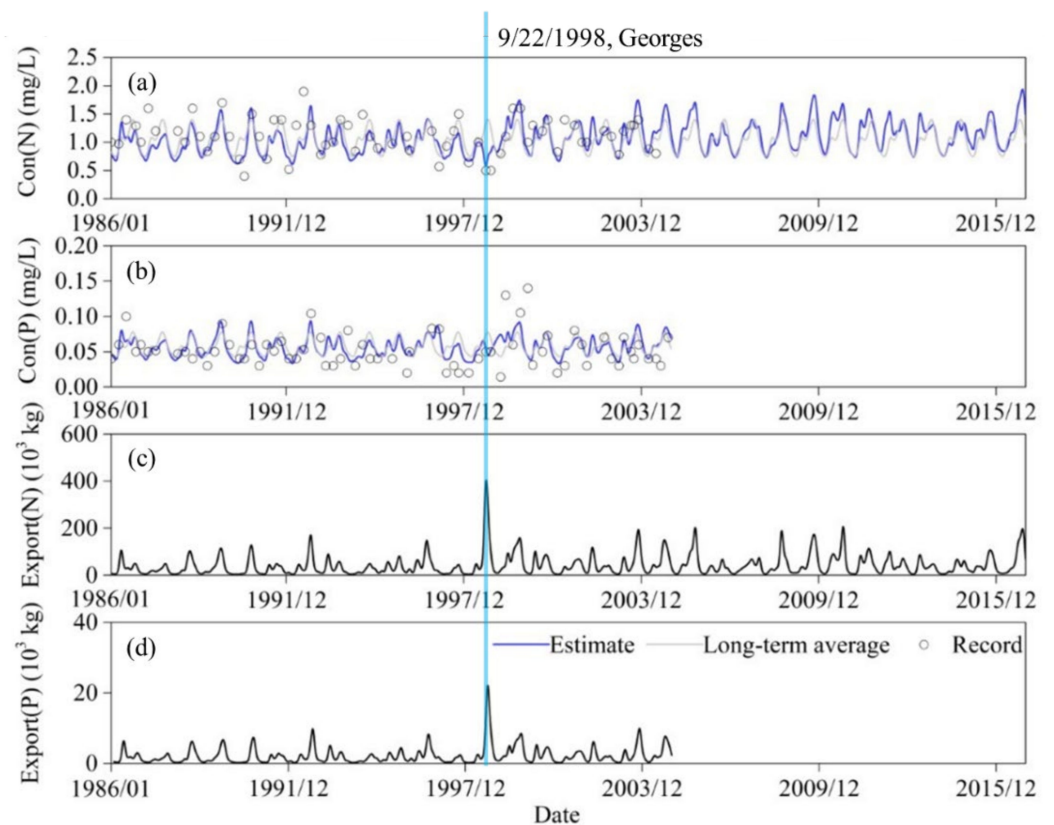 9/22/1998, Georges
Con(N) (mg/L)
2.5
2.0
1.5
1.0
0.5
0.0
(a)
1986/01 1991/12 1997/12 2003/12 2009/12 2015/12
Con(P) (mg/L)
0.20
0.15
0.10
0.05
0.00
(b)
1986/01 1991/12 1997/12 2003/12 2009/12 2015/12
Export(N) (10³ kg)
600
400
200
0
(c)
1986/01 1991/12 1997/12 2003/12 2009/12 2015/12
Export(P) (10³ kg)
40
20
0
(d)
Estimate Long-term average Record
1986/01 1991/12 1997/12 2003/12 2009/12 2015/12
Date